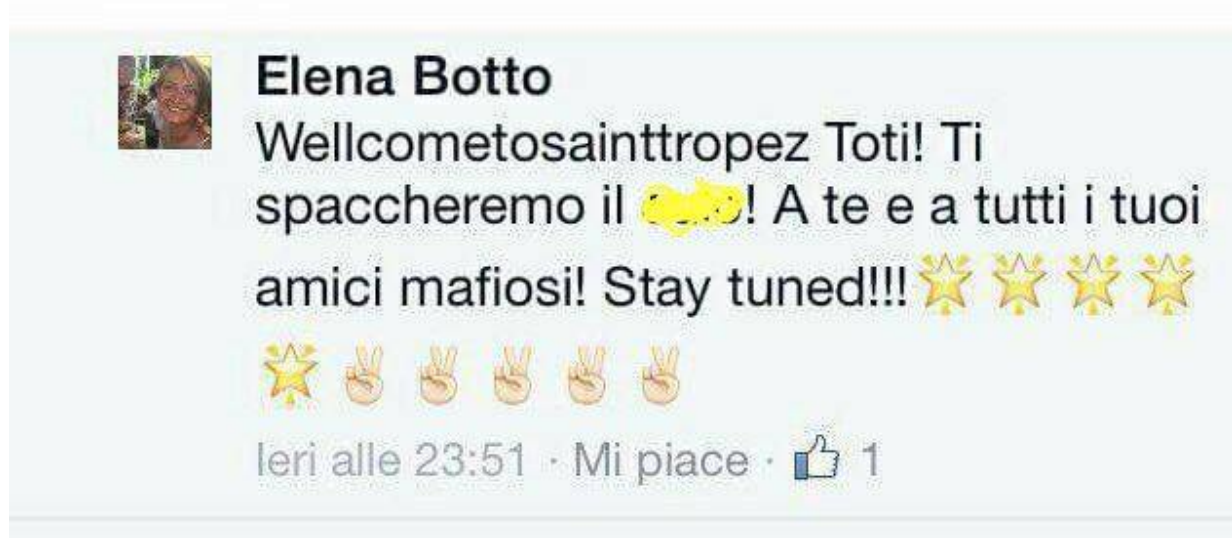 Elena Botto
Wellcometosainttropez Toti! Ti
spaccheremo il ! A te e a tutti i tuoi
amici mafiosi! Stay tuned!!!🌟 🌟 🌟 🌟
🌟 ✌🏻 ✌🏻 ✌🏻 ✌🏻 ✌🏻
Ieri alle 23:51 · Mi piace · 👍 1